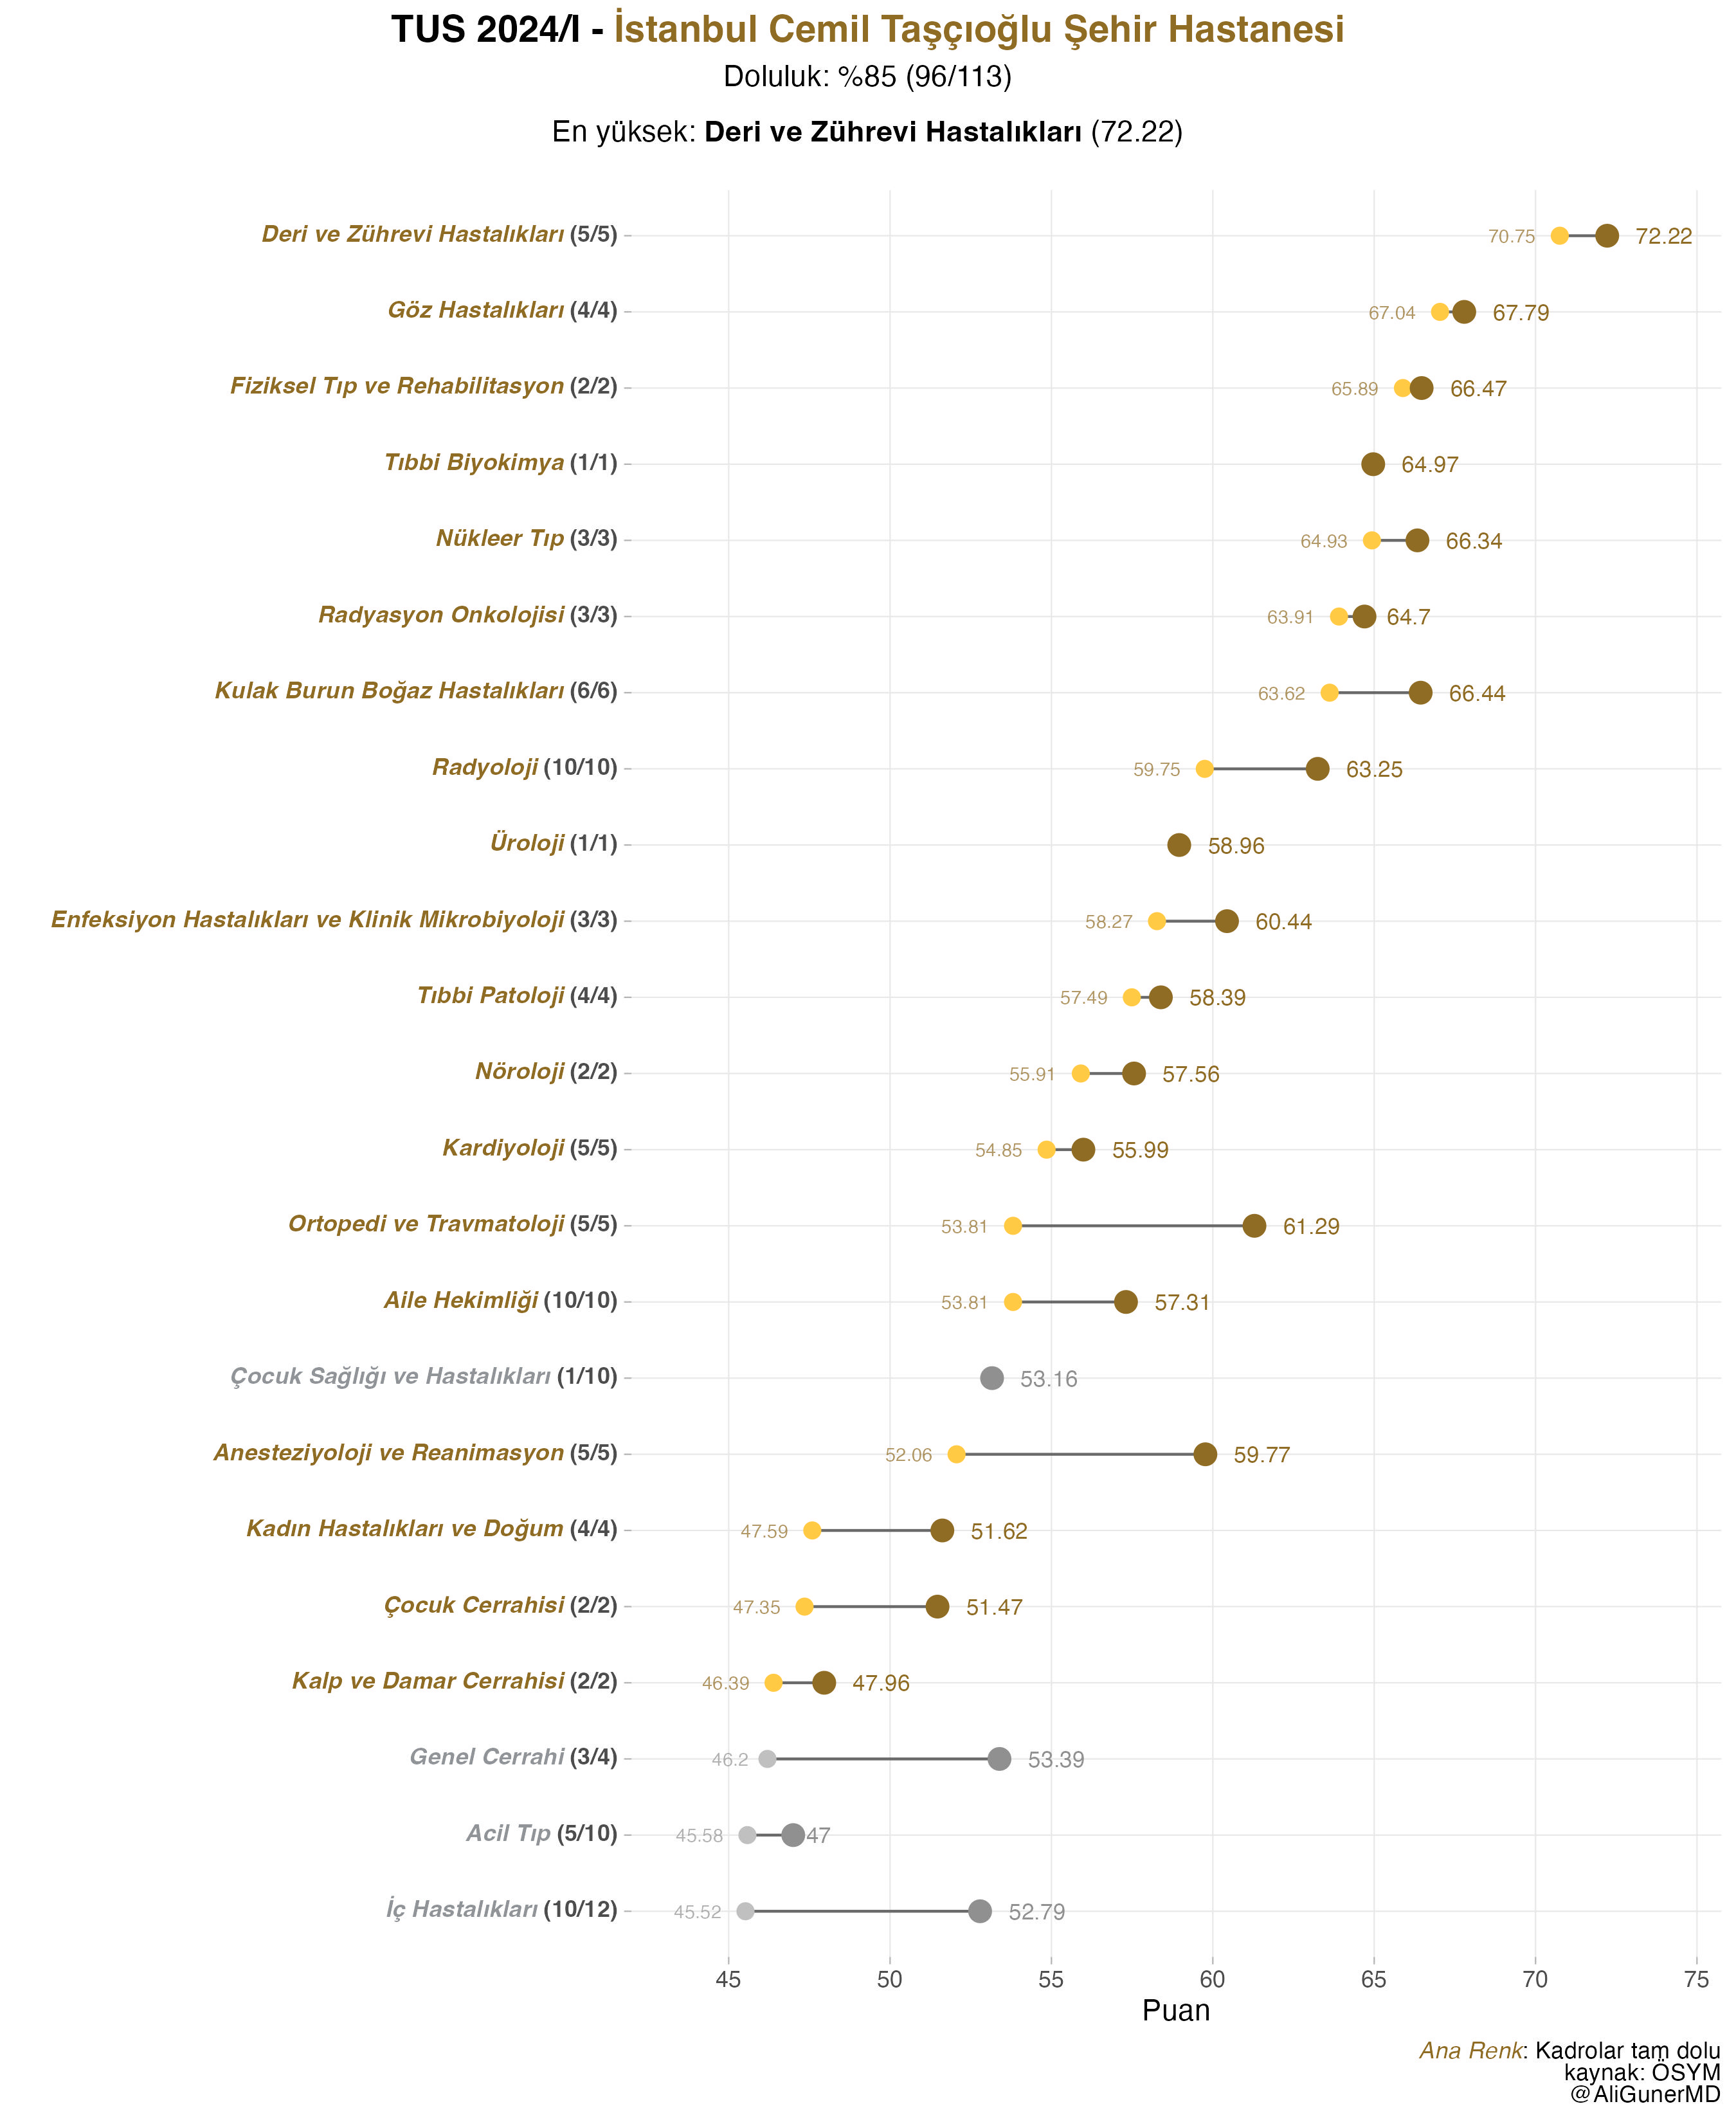 TUS 2024/I - İstanbul Cemil Taşçıoğlu Şehir Hastanesi
Doluluk: %85 (96/113)
En yüksek: Deri ve Zührevi Hastalıkları (72.22)
Deri ve Zührevi Hastalıkları (5/5) 70.75 72.22
Göz Hastalıkları (4/4) 67.04 67.79
Fiziksel Tıp ve Rehabilitasyon (2/2) 65.89 66.47
Tıbbi Biyokimya (1/1) 64.97
Nükleer Tıp (3/3) 64.93 66.34
Radyasyon Onkolojisi (3/3) 63.91 64.7
Kulak Burun Boğaz Hastalıkları (6/6) 63.62 66.44
Radyoloji (10/10) 59.75 63.25
Üroloji (1/1) 58.96
Enfeksiyon Hastalıkları ve Klinik Mikrobiyoloji (3/3) 58.27 60.44
Tıbbi Patoloji (4/4) 57.49 58.39
Nöroloji (2/2) 55.91 57.56
Kardiyoloji (5/5) 54.85 55.99
Ortopedi ve Travmatoloji (5/5) 53.81 61.29
Aile Hekimliği (10/10) 53.81 57.31
Çocuk Sağlığı ve Hastalıkları (1/10) 53.16
Anesteziyoloji ve Reanimasyon (5/5) 52.06 59.77
Kadın Hastalıkları ve Doğum (4/4) 47.59 51.62
Çocuk Cerrahisi (2/2) 47.35 51.47
Kalp ve Damar Cerrahisi (2/2) 46.39 47.96
Genel Cerrahi (3/4) 46.2 53.39
Acil Tıp (5/10) 45.58 47
İç Hastalıkları (10/12) 45.52 52.79
45 50 55 60 65 70 75
Puan
Ana Renk: Kadrolar tam dolu
kaynak: ÖSYM
@AliGunerMD